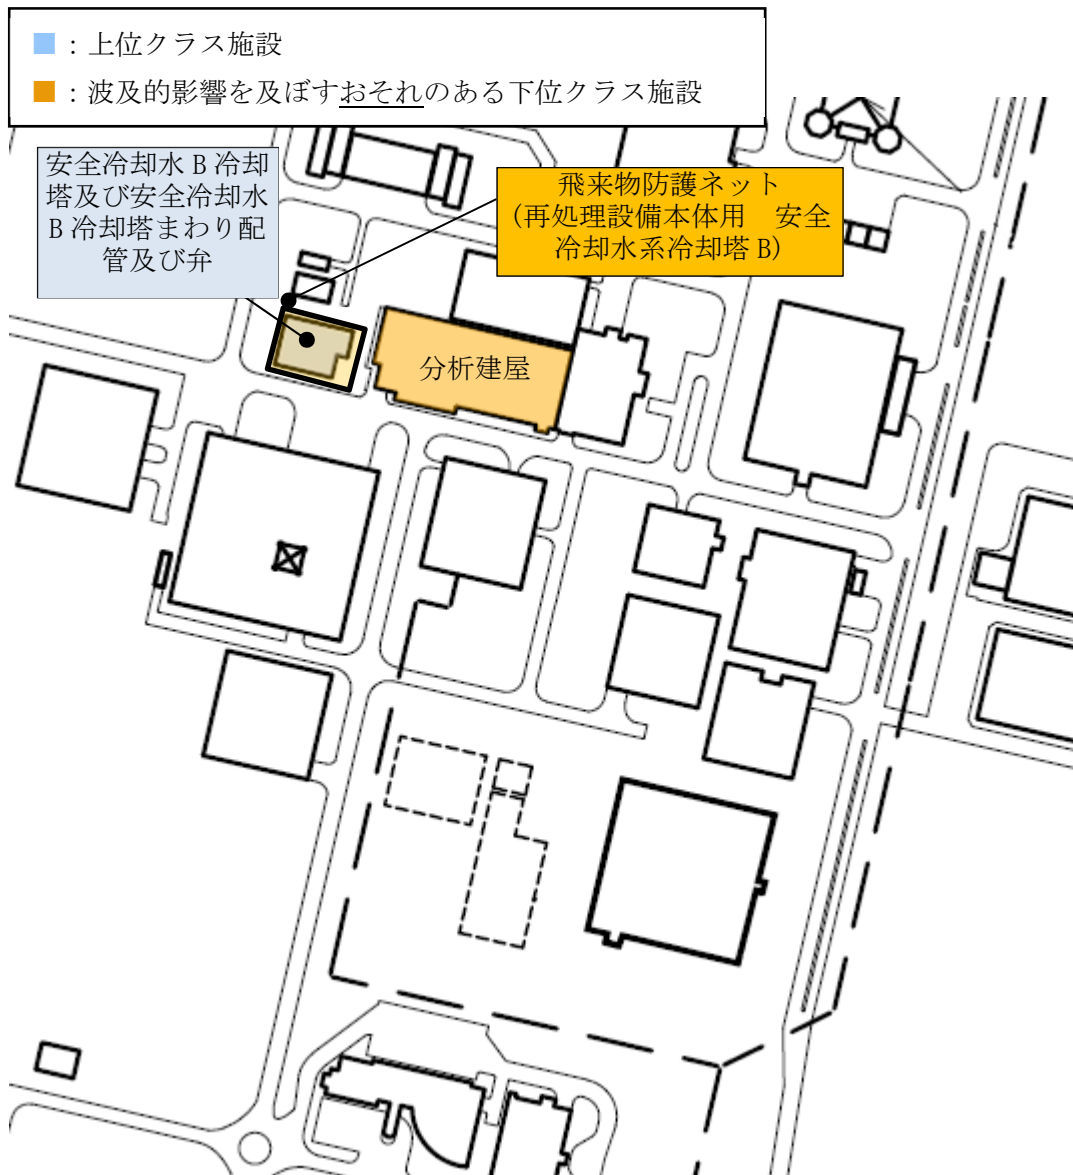 ：上位クラス施設
：波及的影響を及ぼすおそれのある下位クラス施設
安全冷却水 B 冷却
塔及び安全冷却水
B 冷却塔まわり配
管及び弁
飛来物防護ネット
（再処理設備本体用　安全
冷却水系冷却塔 B）
分析建屋